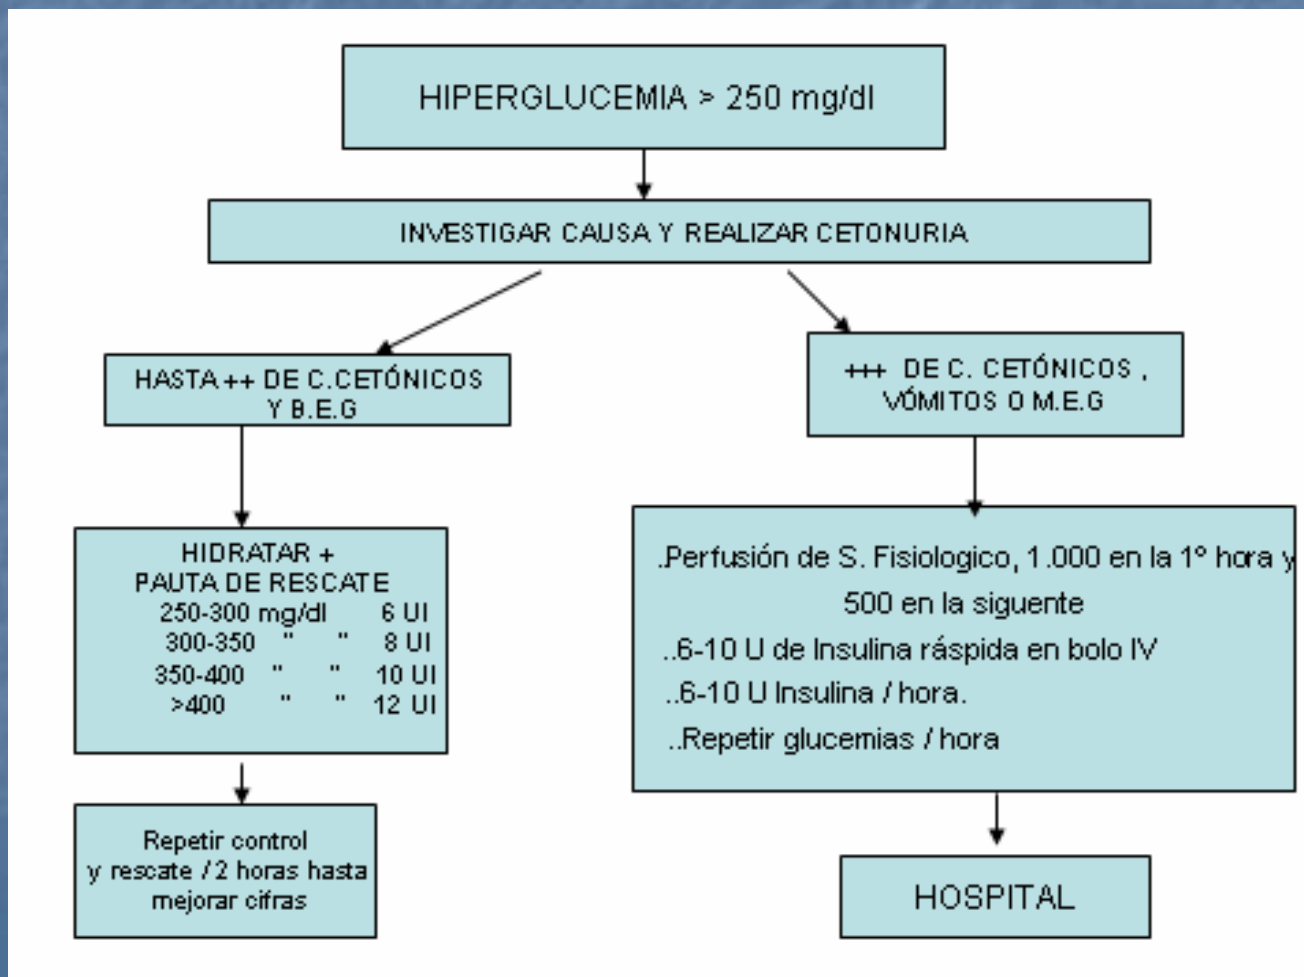 HIPERGLUCEMIA > 250 mg/dl
INVESTIGAR CAUSA Y REALIZAR CETONURIA
HASTA ++ DE C.CETÓNICOS
Y B.E.G
+++ DE C. CETÓNICOS ,
VÓMITOS O M.E.G
HIDRATAR +
PAUTA DE RESCATE
250-300 mg/dl 6 UI
300-350 " " 8 UI
350-400 " " 10 UI
>400 " " 12 UI
.Perfusión de S. Fisiologico, 1.000 en la 1º hora y
500 en la siguente
..6-10 U de Insulina ráspida en bolo IV
..6-10 U Insulina / hora.
..Repetir glucemias / hora
Repetir control
y rescate / 2 horas hasta
mejorar cifras
HOSPITAL